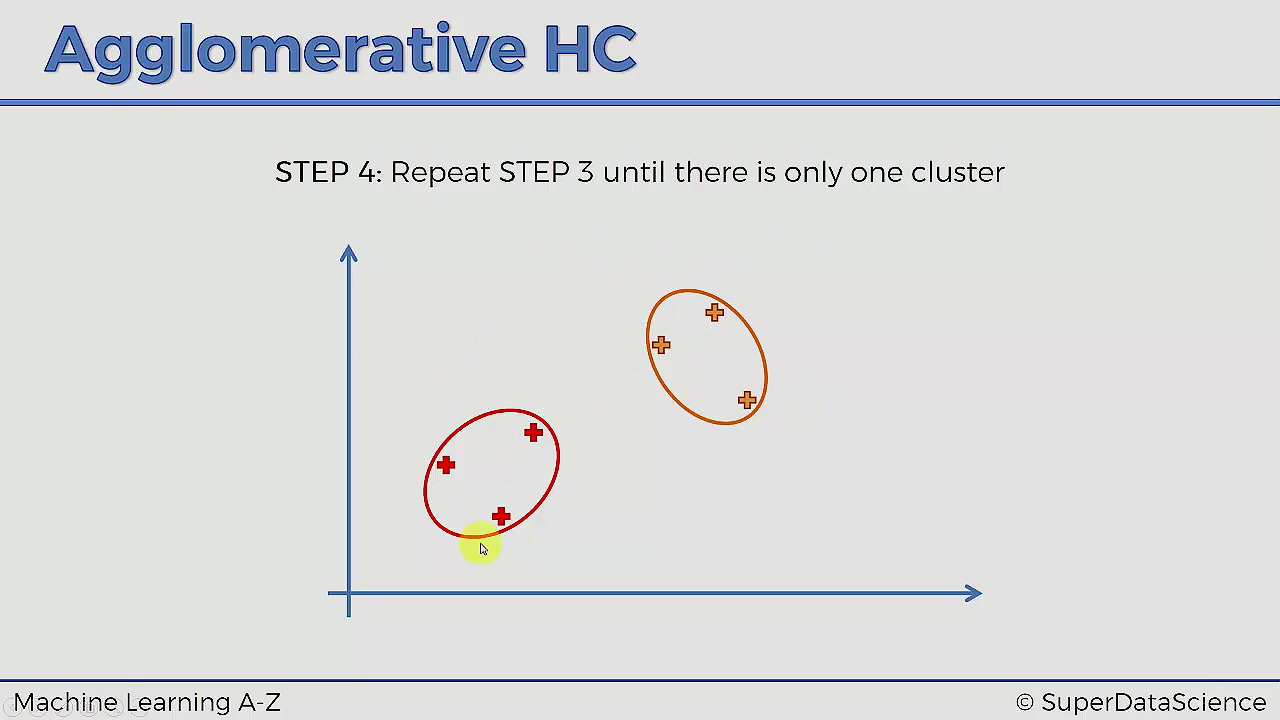 Agglomerative HC
STEP 4: Repeat STEP 3 until there is only one cluster
Machine Learning A-Z
© SuperDataScience